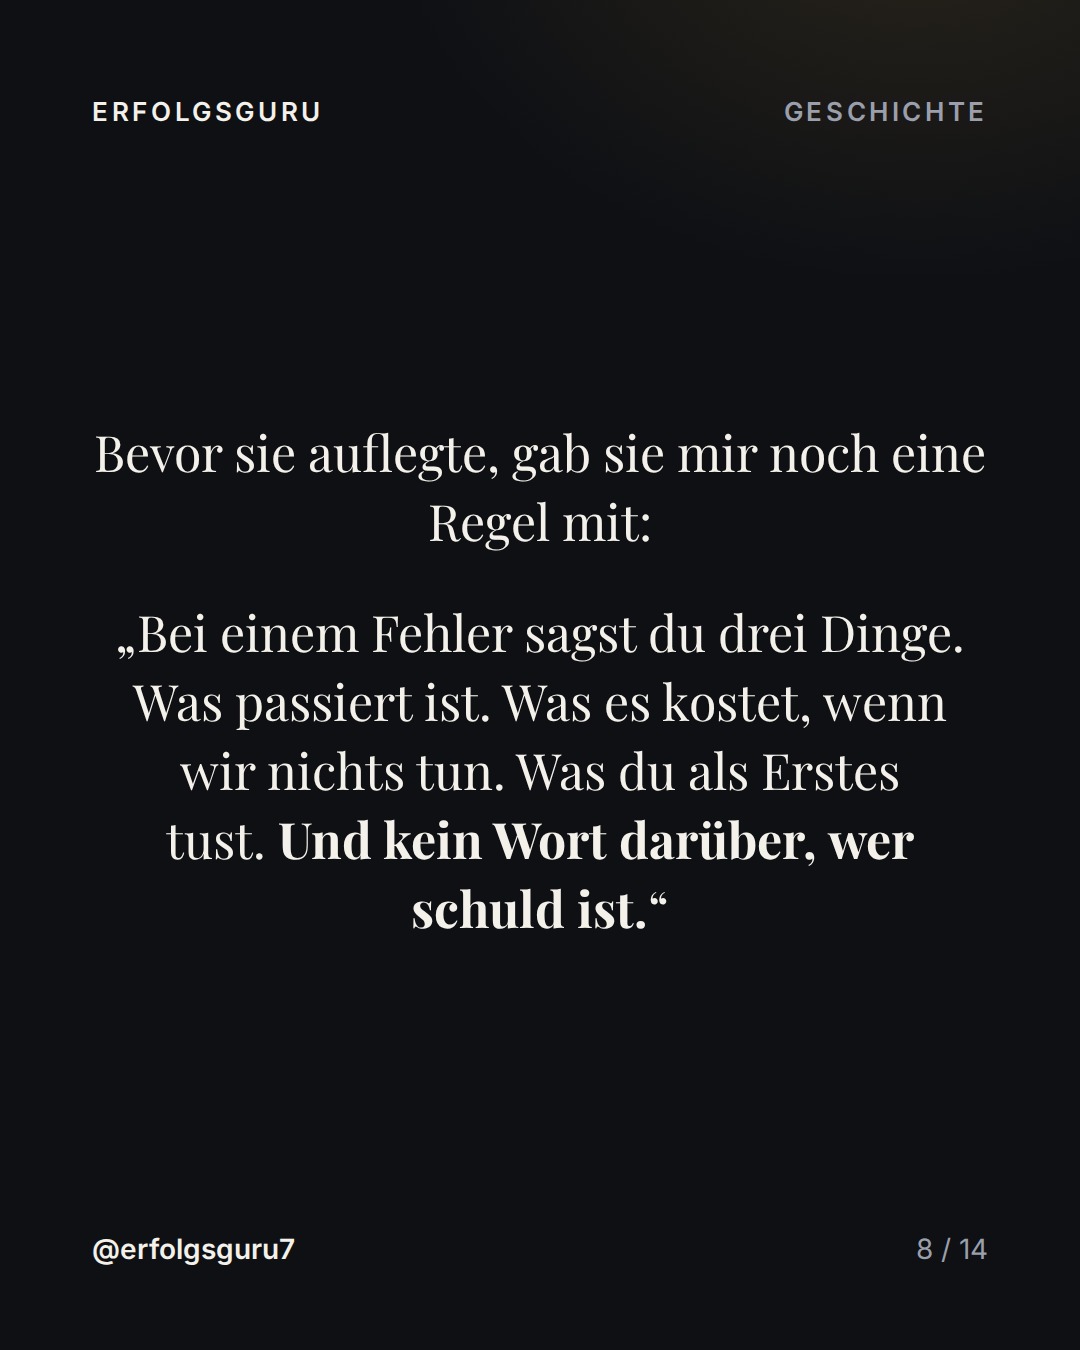 ERFOLGSGURU
GESCHICHTE
Bevor sie auflegte, gab sie mir noch eine
Regel mit:
„Bei einem Fehler sagst du drei Dinge.
Was passiert ist. Was es kostet, wenn
wir nichts tun. Was du als Erstes
tust. Und kein Wort darüber, wer
schuld ist.“
@erfolgsguru7
8 / 14